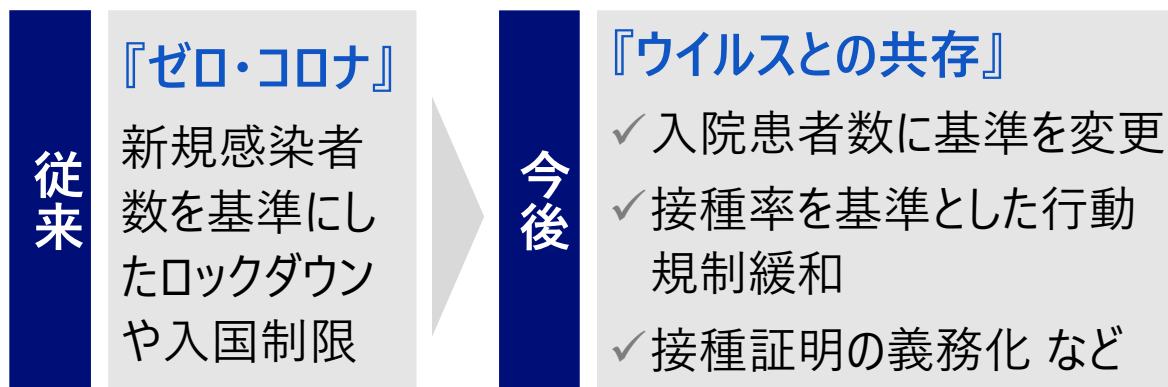 従来
『ゼロ・コロナ』
新規感染者
数を基準にし
たロックダウン
や入国制限
今後
『ウイルスとの共存』
✓入院患者数に基準を変更
✓接種率を基準とした行動
規制緩和
✓接種証明の義務化 など